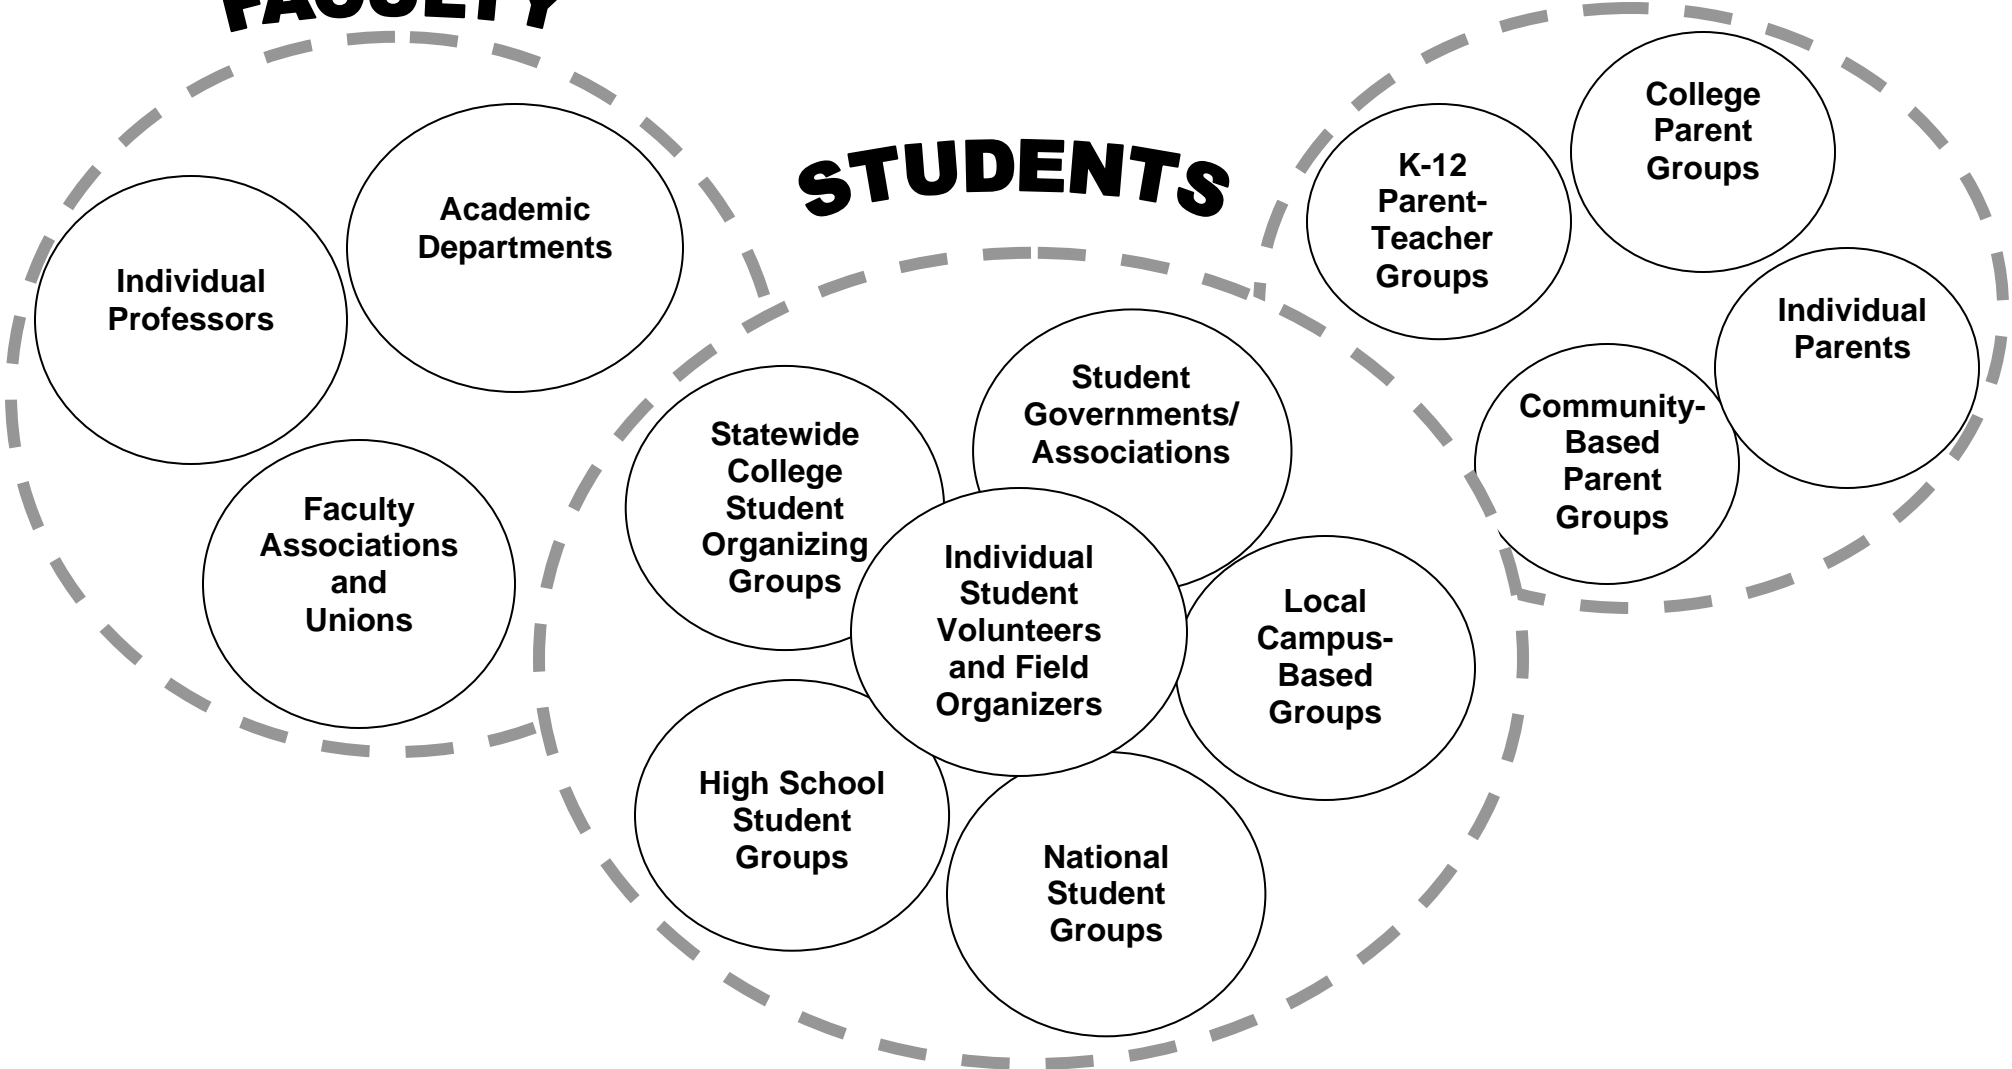 FACULTY
Individual
Professors
Academic
Departments
Faculty
Associations
and
Unions
STUDENTS
Statewide
College
Student
Organizing
Groups
Student
Governments/
Associations
Individual
Student
Volunteers
and Field
Organizers
Local
Campus-
Based
Groups
High School
Student
Groups
National
Student
Groups
K-12
Parent-
Teacher
Groups
College
Parent
Groups
Individual
Parents
Community-
Based
Parent
Groups